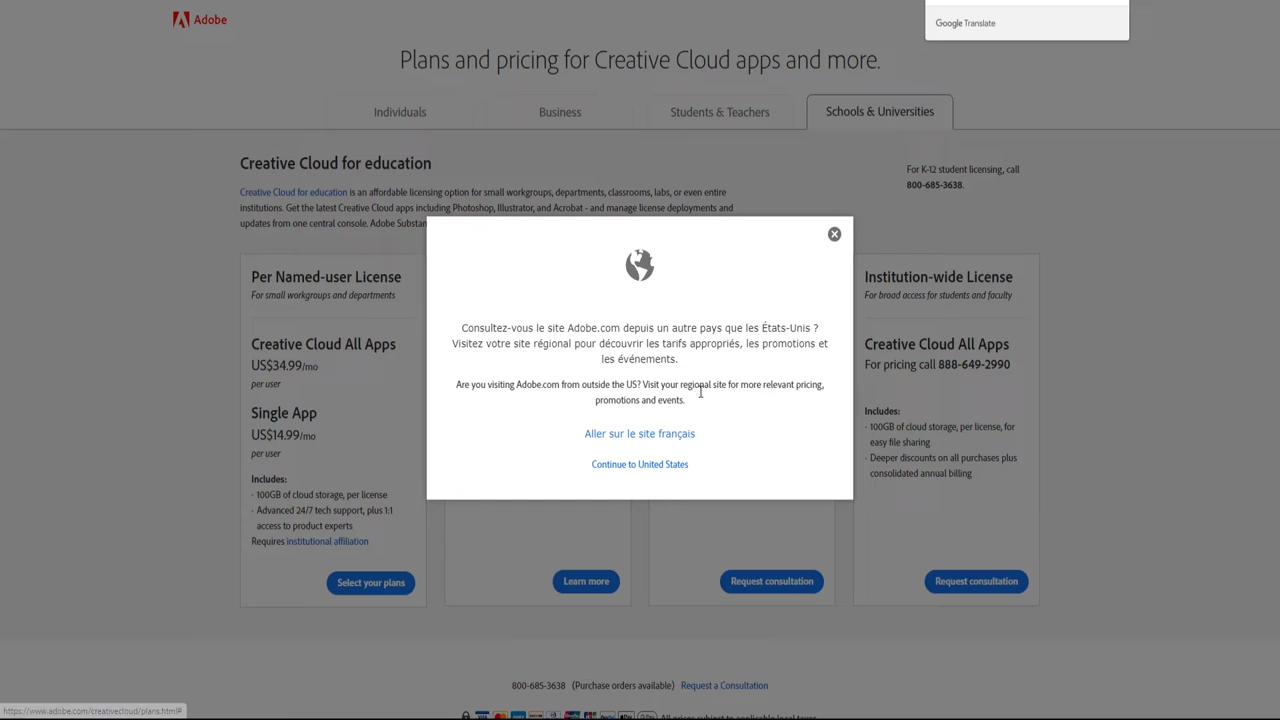 Adobe
Google Translate
Plans and pricing for Creative Cloud apps and more.
Individuals
Business
Students & Teachers
Schools & Universities
Creative Cloud for education
Creative Cloud for education is an affordable licensing option for small workgroups, departments, classrooms, labs, or even entire
institutions. Get the latest Creative Cloud apps including Photoshop, Illustrator, and Acrobat - and manage license deployments and
updates from one central console. Adobe Substan
For K-12 student licensing, call
800-685-3638.
Per Named-user License
For small workgroups and departments
Creative Cloud All Apps
US$34.99/mo
per user
Single App
US$14.99/mo
per user
Includes:
· 100GB of cloud storage, per license
· Advanced 24/7 tech support, plus 1:1
access to product experts
Requires institutional affiliation
Select your plans
Consultez-vous le site Adobe.com depuis un autre pays que les États-Unis ?
Visitez votre site régional pour découvrir les tarifs appropriés, les promotions et
les événements.
Are you visiting Adobe.com from outside the US? Visit your regional site for more relevant pricing,
promotions and events.
Aller sur le site français
Continue to United States
Learn more
Request consultation
Institution-wide License
For broad access for students and faculty
Creative Cloud All Apps
For pricing call 888-649-2990
Includes:
· 100GB of cloud storage, per license, for
easy file sharing
· Deeper discounts on all purchases plus
consolidated annual billing
Request consultation
800-685-3638 (Purchase orders available) Request a Consultation
https://www.adobe.com/creativecloud/plans.html#
All prices subject to applicable local taxes